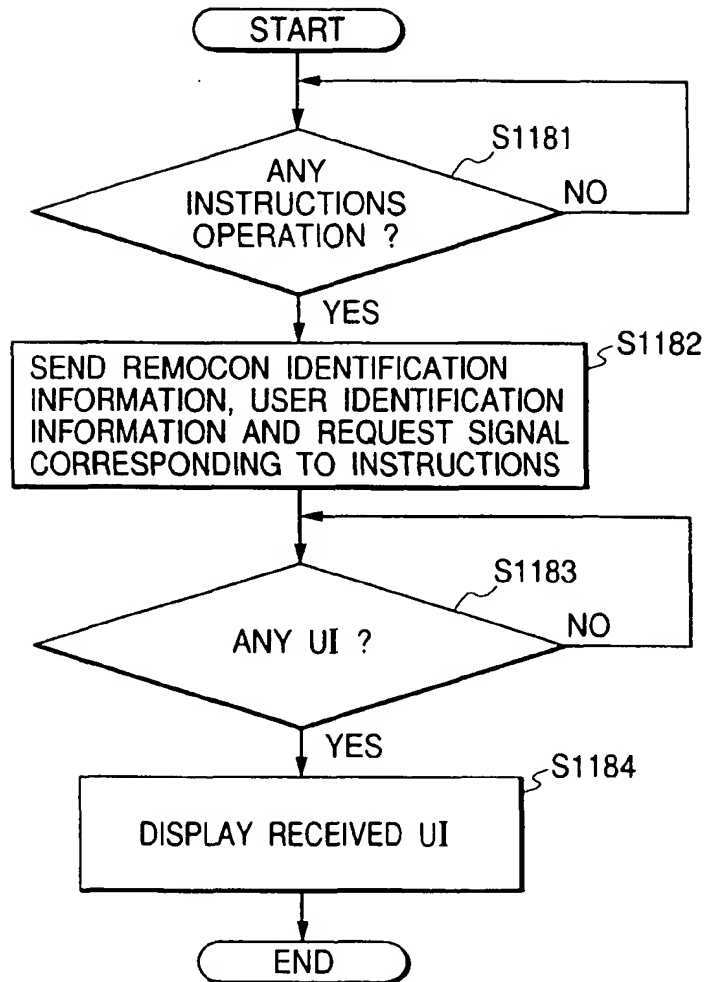 START
S1181
ANY
INSTRUCTIONS
OPERATION ?
NO
YES
S1182
SEND REMOCON IDENTIFICATION
INFORMATION, USER IDENTIFICATION
INFORMATION AND REQUEST SIGNAL
CORRESPONDING TO INSTRUCTIONS
S1183
ANY UI ?
NO
YES
S1184
DISPLAY RECEIVED UI
END